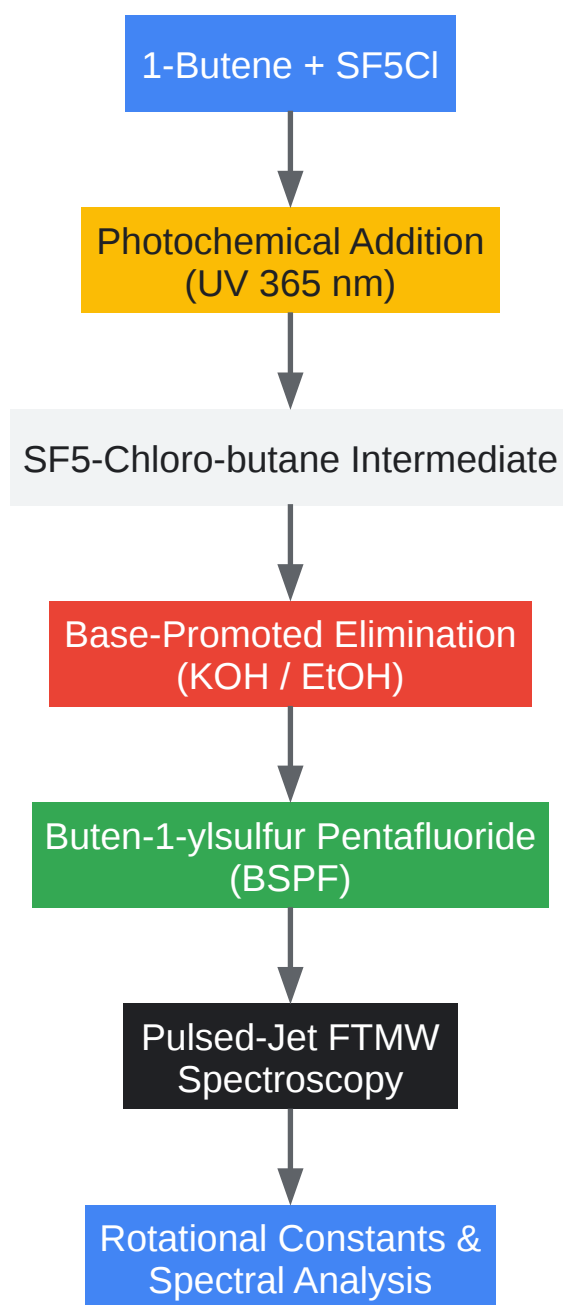 1-Butene + SF5Cl
Photochemical Addition
(UV 365 nm)
SF5-Chloro-butane Intermediate
Base-Promoted Elimination
(KOH / EtOH)
Buten-1-ylsulfur Pentafluoride
(BSPF)
Pulsed-Jet FTMW
Spectroscopy
Rotational Constants &
Spectral Analysis